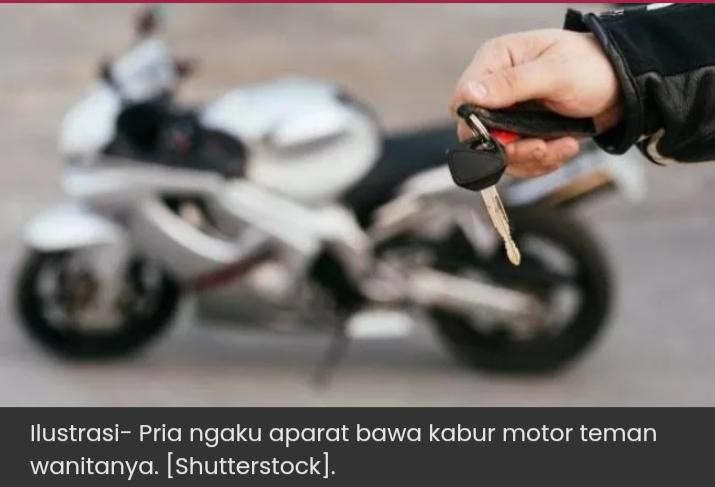 Ilustrasi- Pria ngaku aparat bawa kabur motor teman
wanitanya. [Shutterstock].